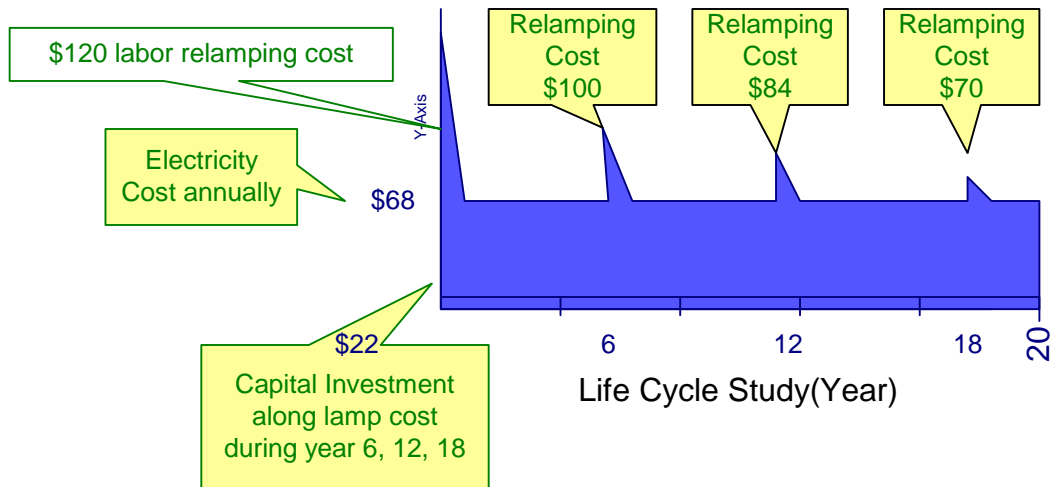 $120 labor relamping cost
Relamping
Cost
$100
Relamping
Cost
$84
Relamping
Cost
$70
Y-Axis
Electricity
Cost annually
$68
$22
6
12
18
20
Capital Investment
along lamp cost
during year 6, 12, 18
Life Cycle Study(Year)